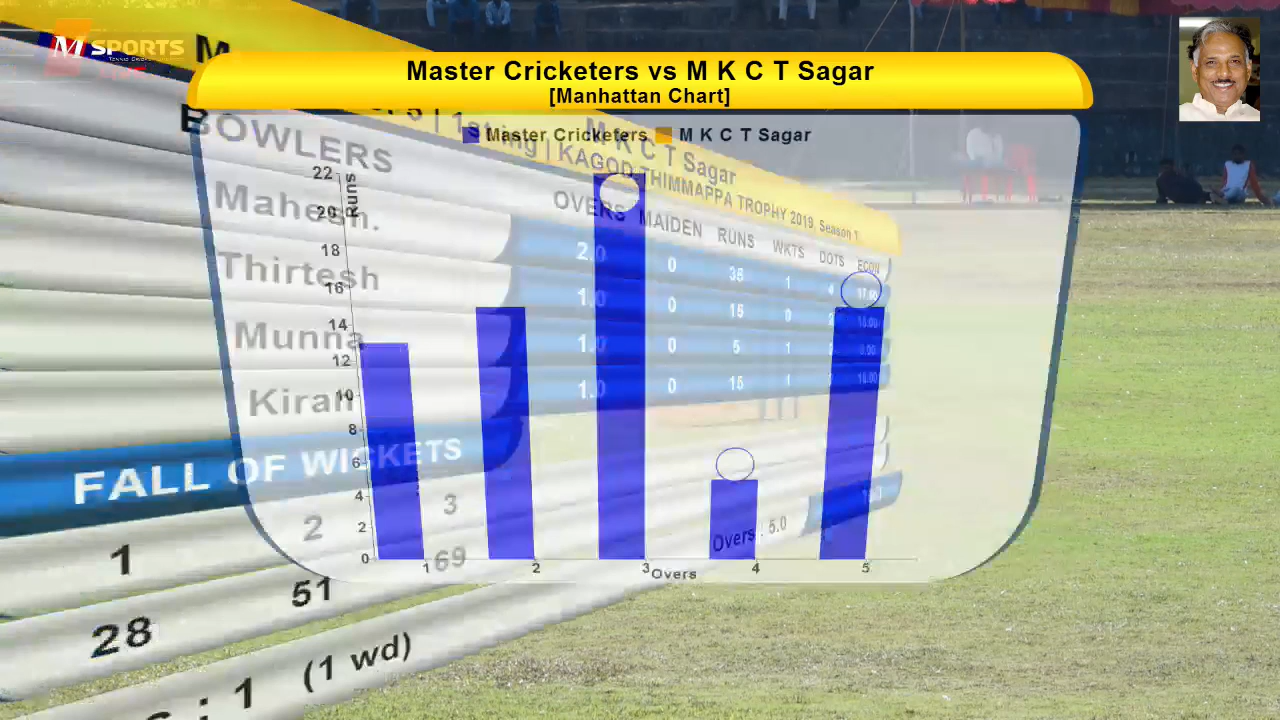 M SPORTS
Master Cricketers vs M K C T Sagar
[Manhattan Chart]
Master Cricketers
M K C T Sagar
M K C T Sagar
KAGOD THIMMAPPA TROPHY 2019, Season 1
BOWLERS OVERS MAIDEN RUNS WKTS DOTS ECON
Mahesh. 2.0 0 35 1 4
Thirtesh 1.0 0 15 0
Munna 1.0 0 5 1
Kiran 1.0 0 15 1
FALL OF WICKETS
1 2 3
28 51 69
: 1 (1 wd)
Overs : 5.0
Runs
22
20
18
16
14
12
10
8
6
4
2
0
1 2 3 4 5
Overs